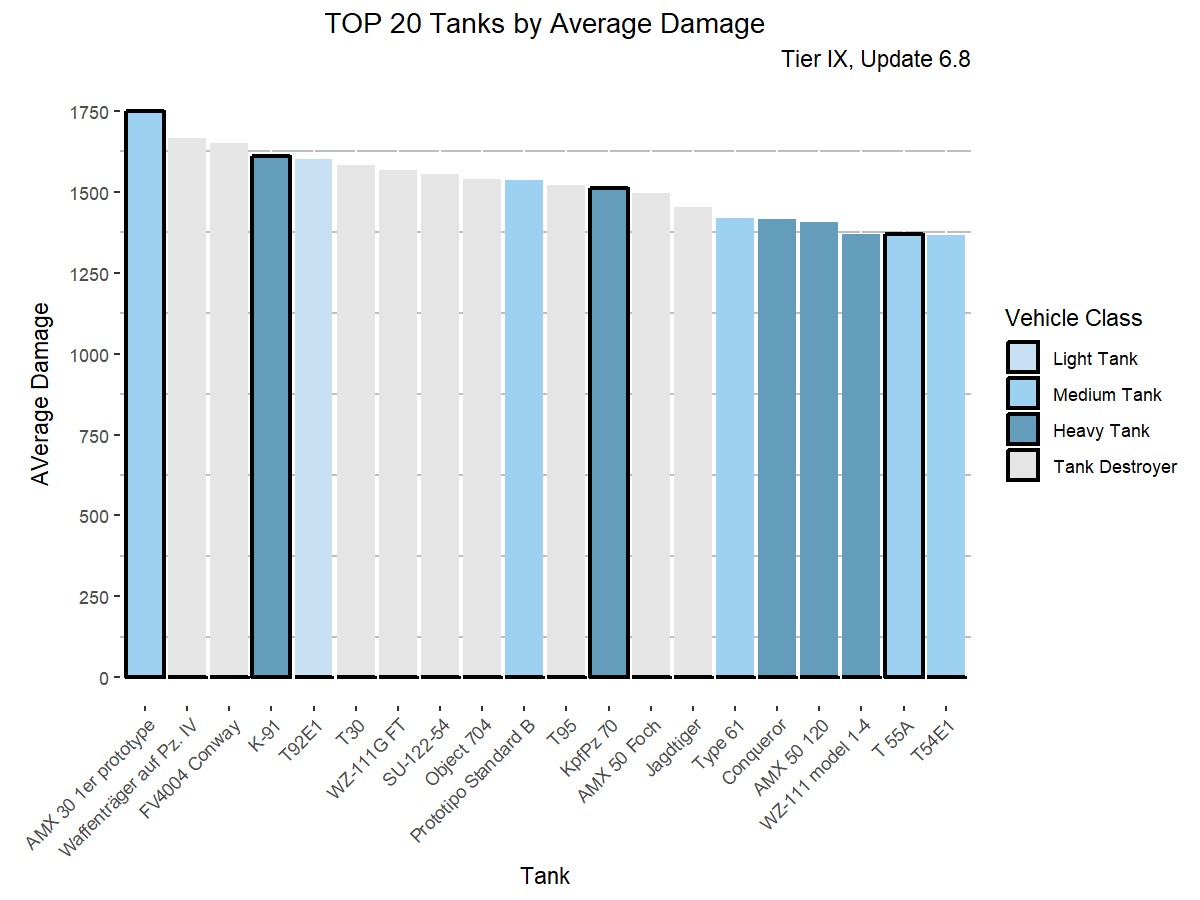 TOP 20 Tanks by Average Damage
Tier IX, Update 6.8
AVerage Damage
1750
1500
1250
1000
750
500
250
0
AMX 30 1er prototype
Waffenträger auf Pz. IV
FV4004 Conway
K-91
T92E1
T30
WZ-111G FT
SU-122-54
Object 704
Prototipo Standard B
T95
KpfPz 70
AMX 50 Foch
Jagdtiger
Type 61
Conqueror
AMX 50 120
WZ-111 model 1-4
T 55A
T54E1
Tank
Vehicle Class
Light Tank
Medium Tank
Heavy Tank
Tank Destroyer